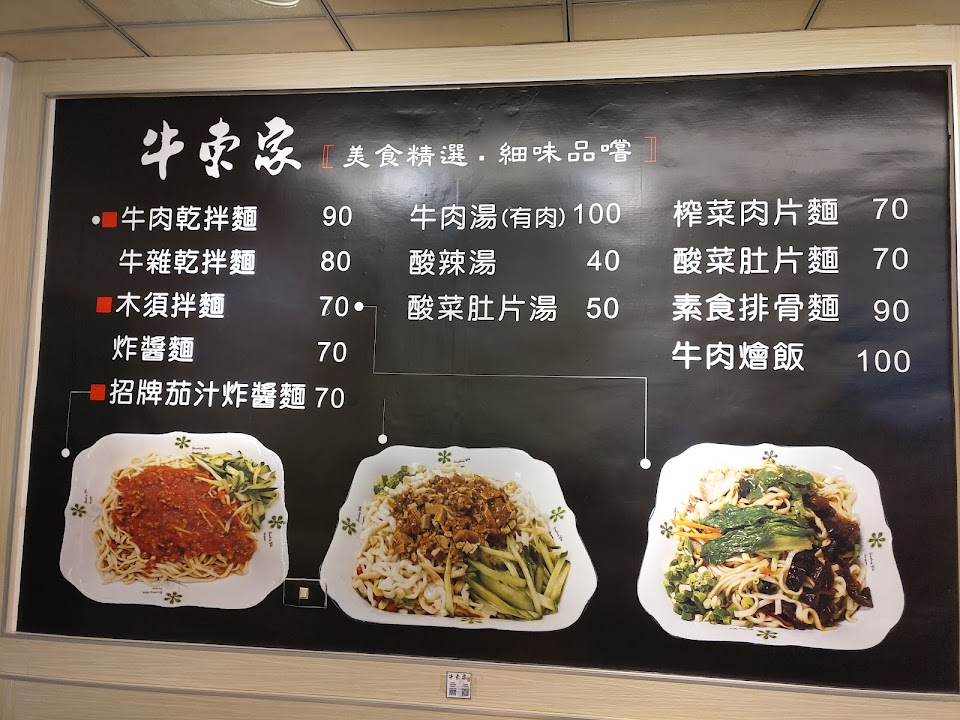 牛東家〔美食精選.細味品嚐〕
牛肉乾拌麵 90
牛雜乾拌麵 80
木須拌麵 70
炸醬麵 70
招牌茄汁炸醬麵 70
牛肉湯(有肉) 100
酸辣湯 40
酸菜肚片湯 50
榨菜肉片麵 70
酸菜肚片麵 70
素食排骨麵 90
牛肉燴飯 100
牛東家